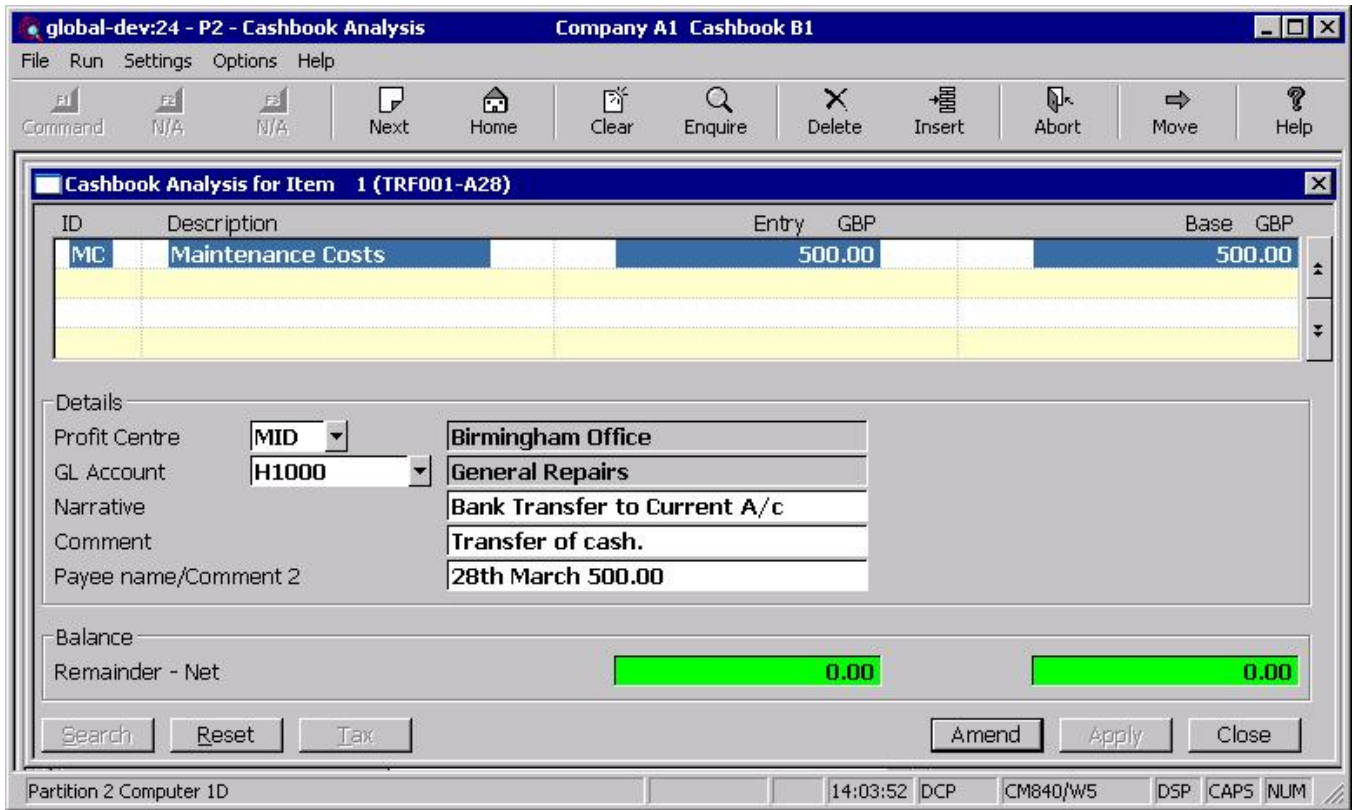 global-dev:24 - P2 - Cashbook Analysis Company A1 Cashbook B1
File Run Settings Options Help
F1 F2 F3
Command N/A N/A Next Home Clear Enquire Delete Insert Abort Move Help
Cashbook Analysis for Item 1 (TRF001-A28)
ID Description Entry GBP Base GBP
MC Maintenance Costs 500.00 500.00
Details
Profit Centre MID Birmingham Office
GL Account H1000 General Repairs
Narrative Bank Transfer to Current A/c
Comment Transfer of cash.
Payee name/Comment 2 28th March 500.00
Balance
Remainder - Net 0.00 0.00
Search Reset Tax Amend Apply Close
Partition 2 Computer 1D 14:03:52 DCP CM840/W5 DSP CAPS NUM